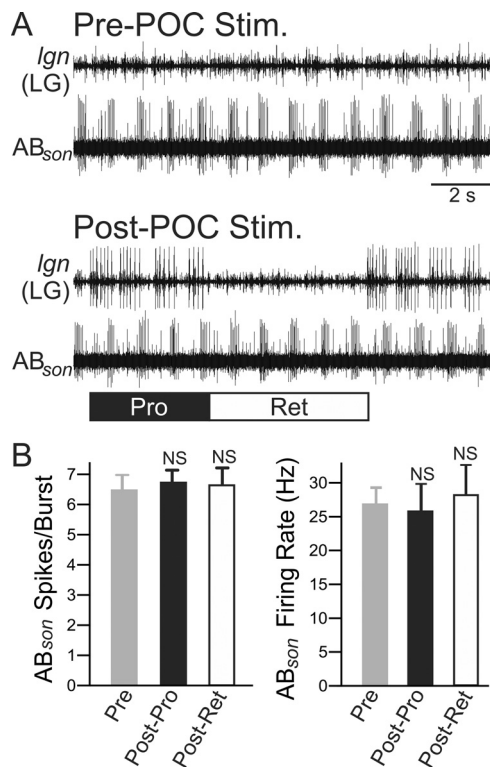 A Pre-POC Stim.
lgn
(LG)
ABson
2 s
Post-POC Stim.
lgn
(LG)
ABson
Pro Ret
B
ABson Spikes/Burst
7
6
5
4
3
2
1
0
NS NS
Pre
Post-Pro
Post-Ret
ABson Firing Rate (Hz)
30
25
20
15
10
5
0
NS NS
Pre
Post-Pro
Post-Ret